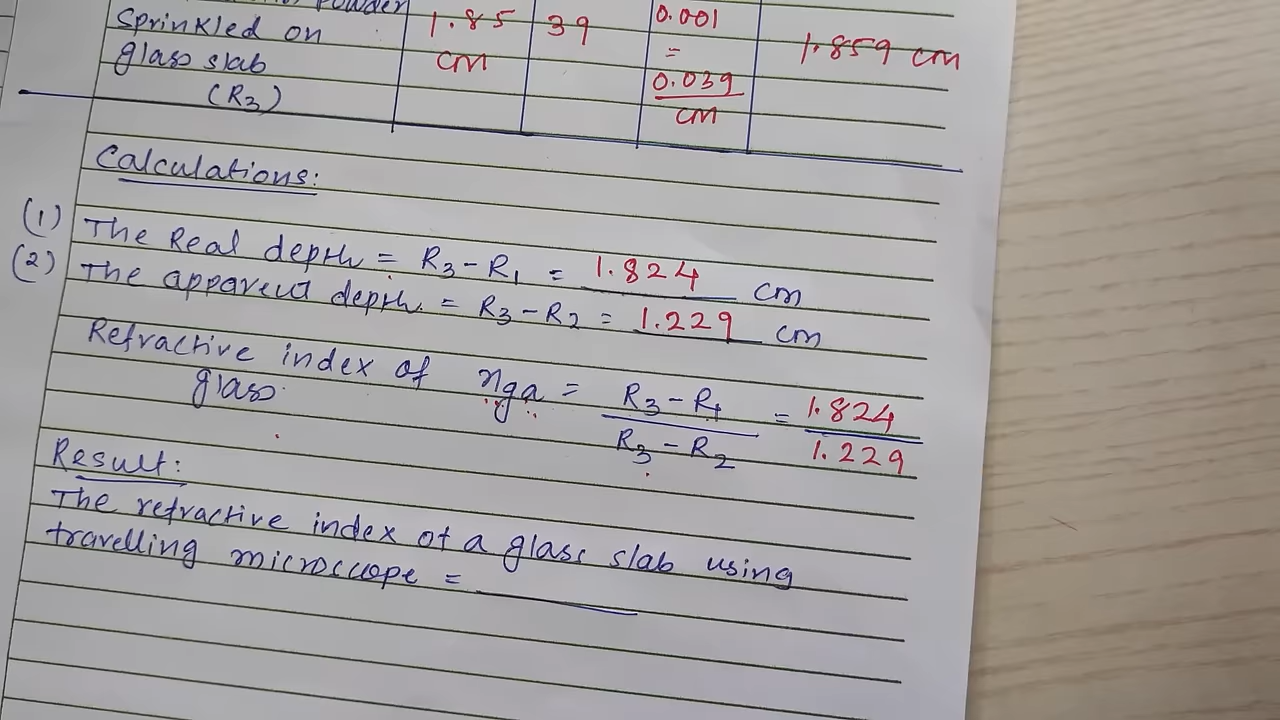 powder
Sprinkled on 1.85 39 0.001
glass slab cm = 1.859 cm
(R3) 0.039
cm
Calculations:
(1) The Real depth = R3-R1 = 1.824 cm
(2) The apparent depth = R3-R2 = 1.229 cm
Refractive index of nga = R3-R1 = 1.824
glass R3-R2 1.229
Result:
The refractive index of a glass slab using
travelling microscope =